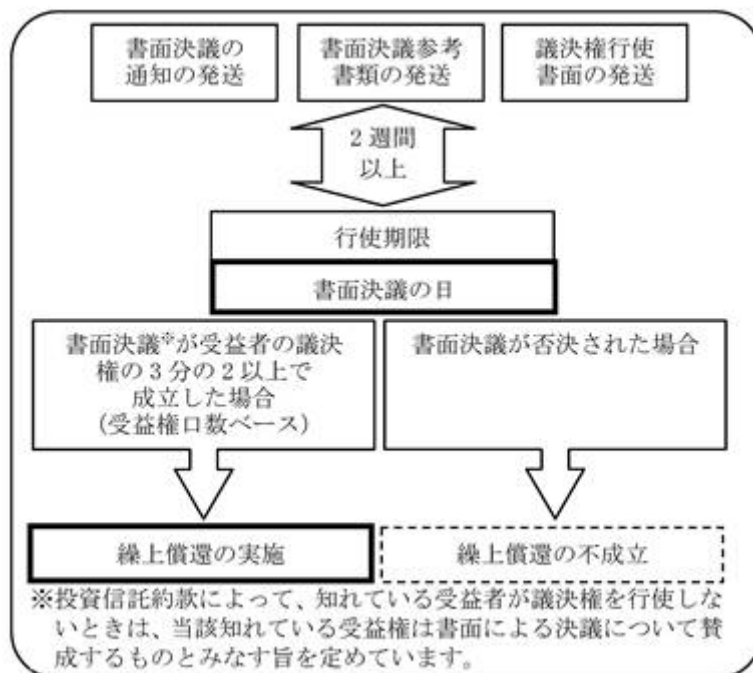 書面決議の
通知の発送
書面決議参考
書類の発送
議決権行使
書面の発送
2週間
以上
行使期限
書面決議の日
書面決議※が受益者の議決
権の3分の2以上で
成立した場合
(受益権口数ベース)
書面決議が否決された場合
繰上償還の実施
繰上償還の不成立
※投資信託約款によって、知れている受益者が議決権を行使しな
いときは、当該知れている受益権は書面による決議について賛
成するものとみなす旨を定めています。